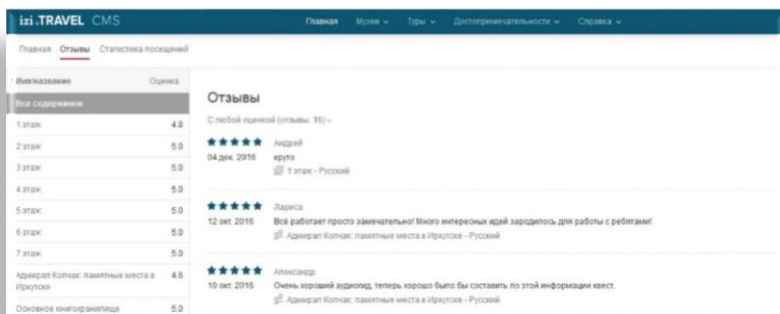 izi.TRAVEL CMS
Главная Музеи Туры Достопримечательности Справка
Главная Отзывы Статистика посещений
Имя/название Оценка
Все содержимое
1 этаж 4.8
2 этаж 5.0
3 этаж 5.0
4 этаж 5.0
5 этаж 5.0
6 этаж 5.0
7 этаж 5.0
Адмирал Колчак: памятные места в 4.6
Иркутске
Основное книгохранилище 5.0
Отзывы
С любой оценкой (отзывы: 16)
Андрей
04 дек. 2016 круто
1 этаж - Русский
Лариса
12 окт. 2016 Всё работает просто замечательно! Много интересных идей зародилось для работы с ребятами!
Адмирал Колчак: памятные места в Иркутске - Русский
Александр
10 окт. 2016 Очень хороший аудиогид, теперь хорошо было бы составить по этой информации квест.
Адмирал Колчак: памятные места в Иркутске - Русский